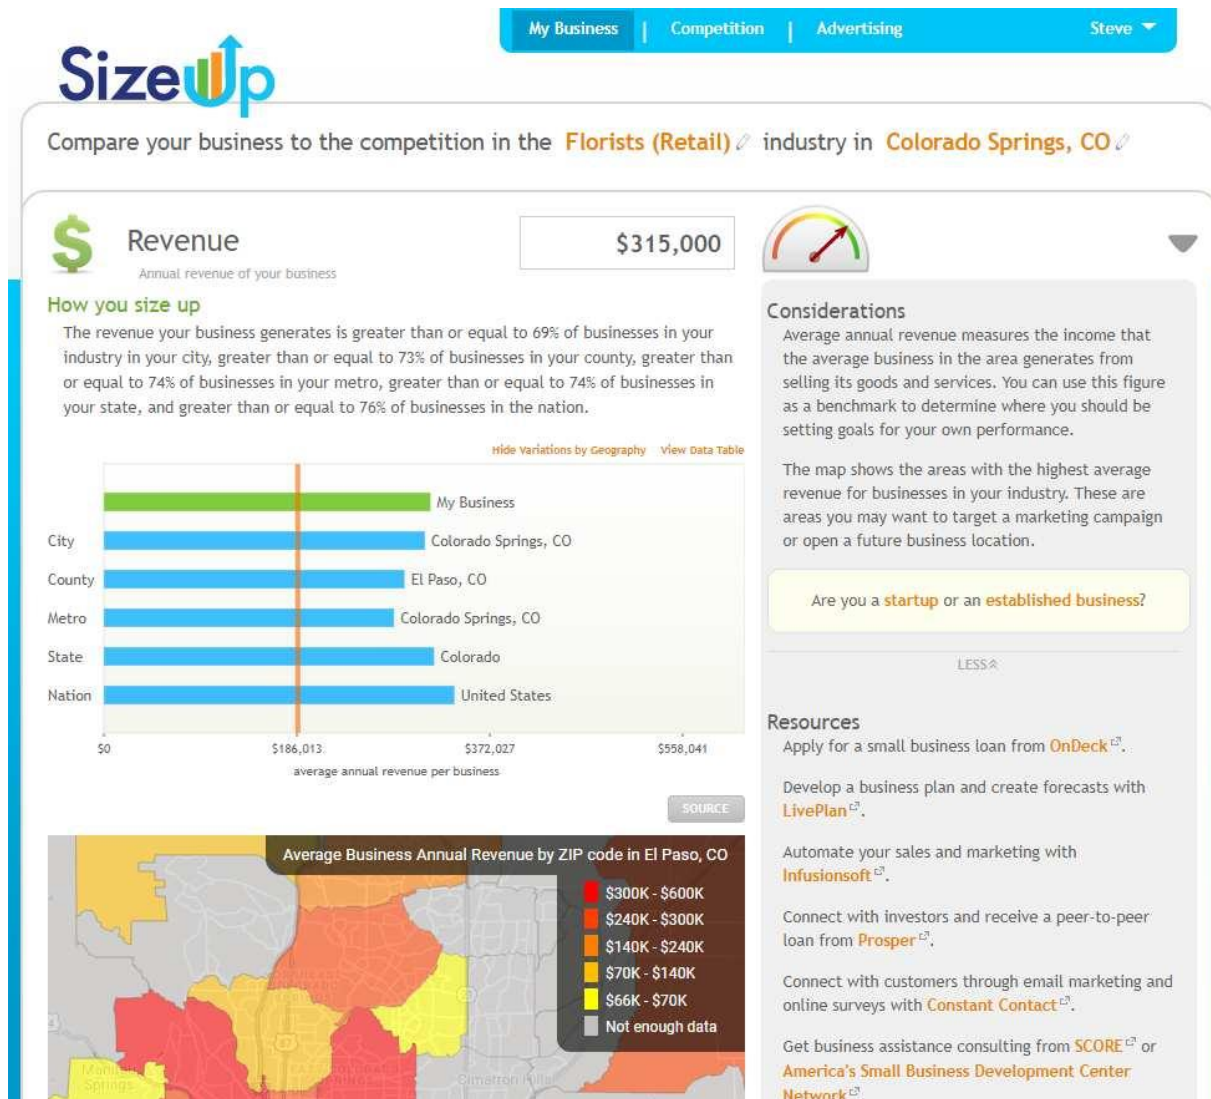 My Business | Competition | Advertising Steve
SizeUp
Compare your business to the competition in the Florists (Retail) industry in Colorado Springs, CO
Revenue
$315,000
Annual revenue of your business
How you size up
The revenue your business generates is greater than or equal to 69% of businesses in your
industry in your city, greater than or equal to 73% of businesses in your county, greater than
or equal to 74% of businesses in your metro, greater than or equal to 74% of businesses in
your state, and greater than or equal to 76% of businesses in the nation.
Hide Variations by Geography View Data Table
My Business
City Colorado Springs, CO
County El Paso, CO
Metro Colorado Springs, CO
State Colorado
Nation United States
$0 $186,013 $372,027 $558,041
average annual revenue per business
SOURCE
Average Business Annual Revenue by ZIP code in El Paso, CO
$300K - $600K
$240K - $300K
$140K - $240K
$70K - $140K
$66K - $70K
Not enough data
Springs
Cimarron Hills
Considerations
Average annual revenue measures the income that
the average business in the area generates from
selling its goods and services. You can use this figure
as a benchmark to determine where you should be
setting goals for your own performance.
The map shows the areas with the highest average
revenue for businesses in your industry. These are
areas you may want to target a marketing campaign
or open a future business location.
Are you a startup or an established business?
LESS
Resources
Apply for a small business loan from OnDeck.
Develop a business plan and create forecasts with
LivePlan.
Automate your sales and marketing with
Infusionsoft.
Connect with investors and receive a peer-to-peer
loan from Prosper.
Connect with customers through email marketing and
online surveys with Constant Contact.
Get business assistance consulting from SCORE or
America's Small Business Development Center
Network